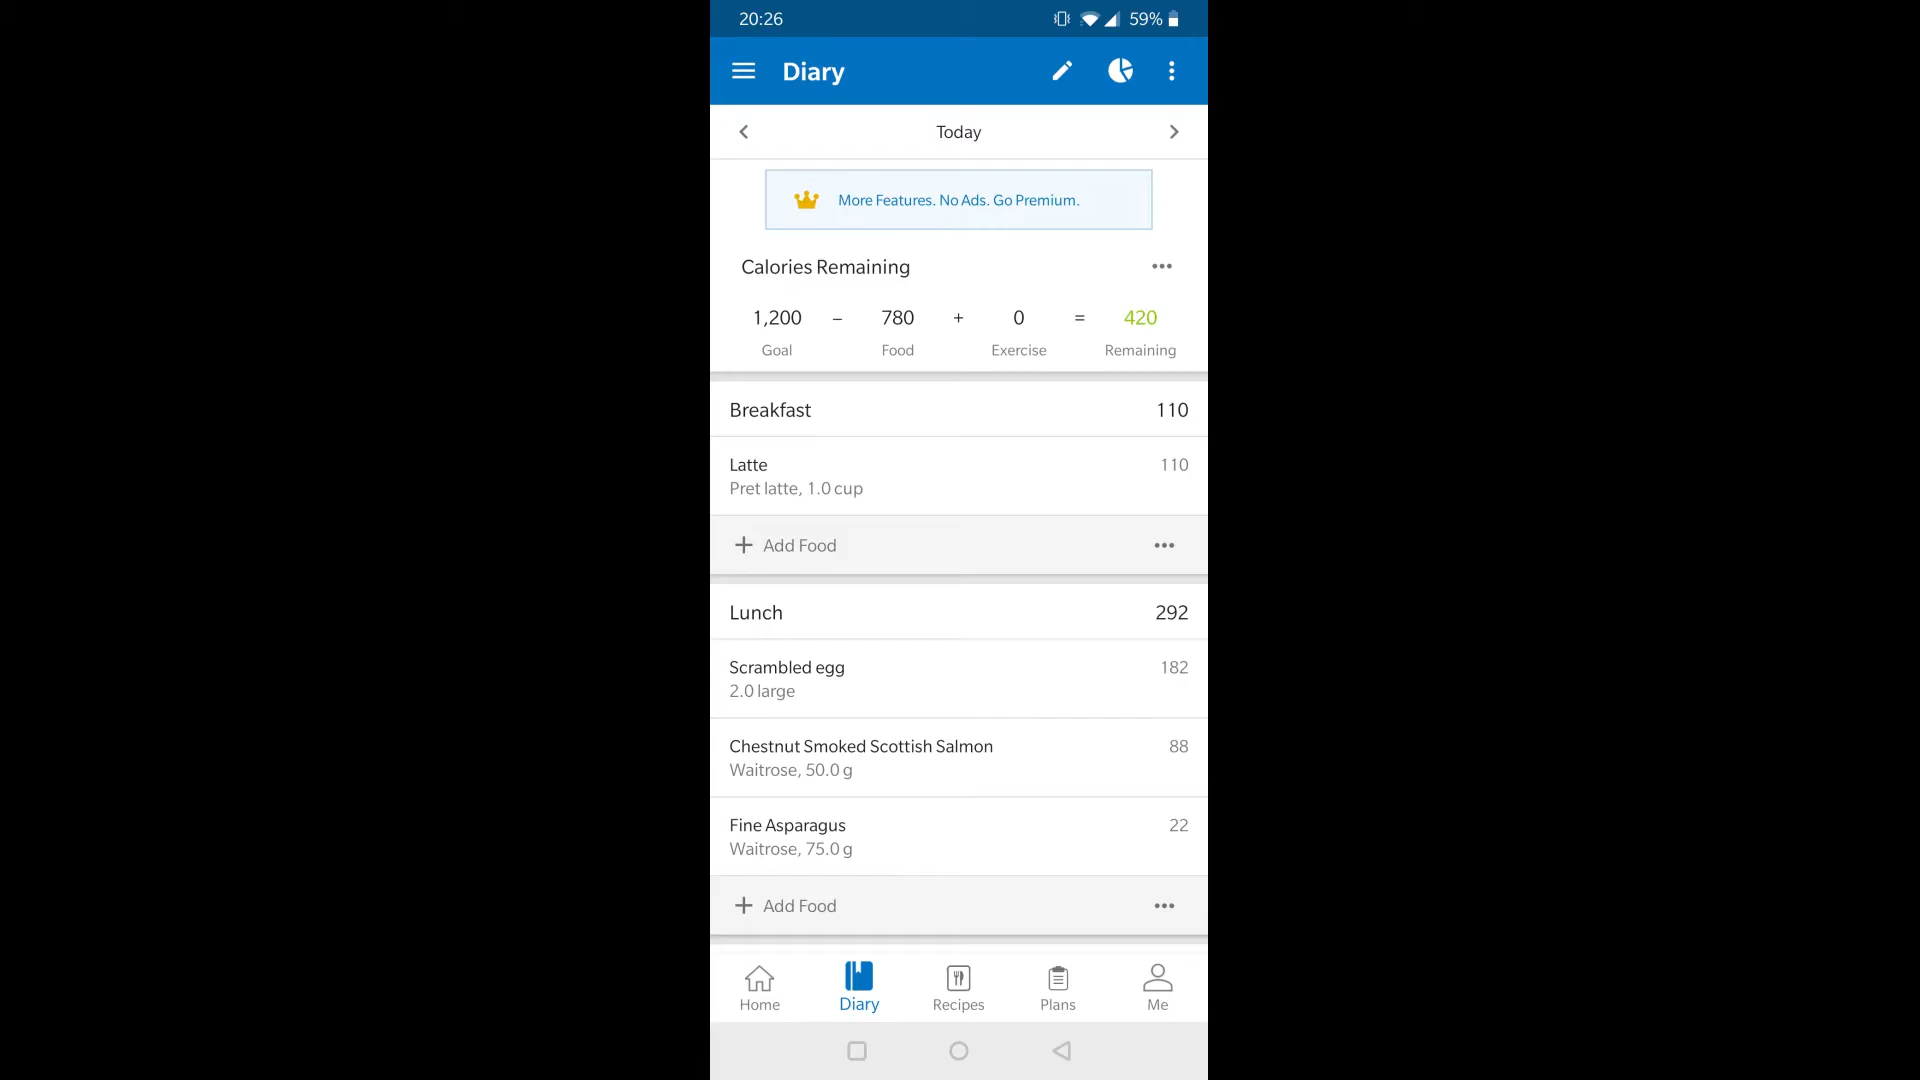 20:26 59%
Diary
Today
More Features. No Ads. Go Premium.
Calories Remaining
1,200 – 780 + 0 = 420
Goal Food Exercise Remaining
Breakfast 110
Latte 110
Pret latte, 1.0 cup
+ Add Food
Lunch 292
Scrambled egg 182
2.0 large
Chestnut Smoked Scottish Salmon 88
Waitrose, 50.0 g
Fine Asparagus 22
Waitrose, 75.0 g
+ Add Food
Home Diary Recipes Plans Me